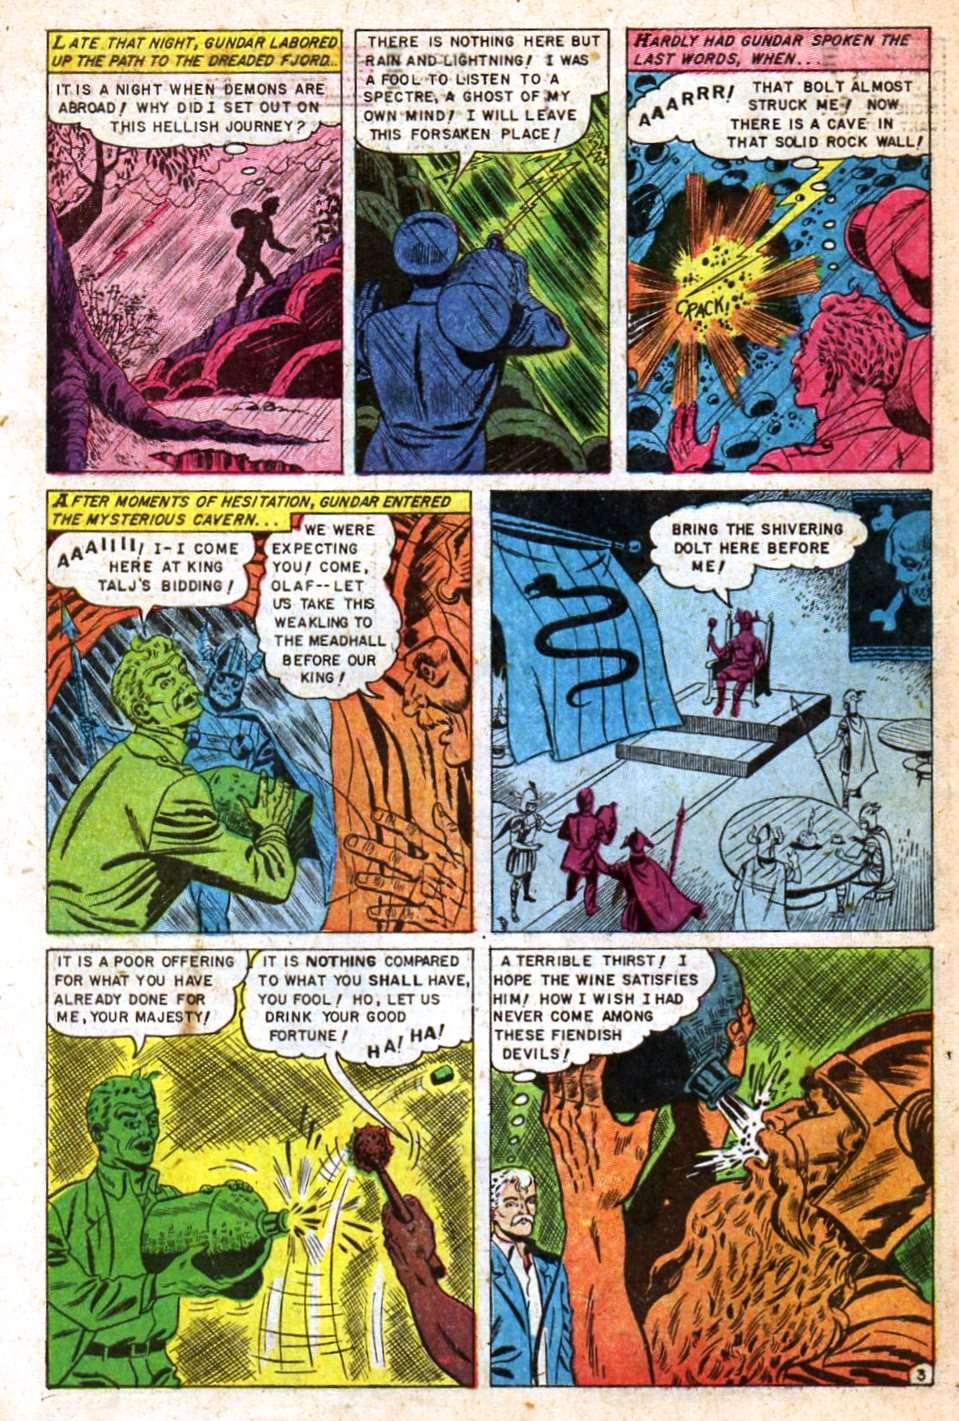 LATE THAT NIGHT, GUNDAR LABORED
UP THE PATH TO THE DREADED FJORD...
IT IS A NIGHT WHEN DEMONS ARE
ABROAD! WHY DID I SET OUT ON
THIS HELLISH JOURNEY?
THERE IS NOTHING HERE BUT
RAIN AND LIGHTNING! I WAS
A FOOL TO LISTEN TO A
SPECTRE, A GHOST OF MY
OWN MIND! I WILL LEAVE
THIS FORSAKEN PLACE!
HARDLY HAD GUNDAR SPOKEN THE
LAST WORDS, WHEN...
AAARRR! THAT BOLT ALMOST
STRUCK ME! NOW
THERE IS A CAVE IN
THAT SOLID ROCK WALL!
CRACK!
AFTER MOMENTS OF HESITATION, GUNDAR ENTERED
THE MYSTERIOUS CAVERN...
AAAIIII! I-I COME
HERE AT KING
TALJ'S BIDDING!
WE WERE
EXPECTING
YOU! COME,
OLAF--LET
US TAKE THIS
WEAKLING TO
THE MEADHALL
BEFORE OUR
KING!
BRING THE SHIVERING
DOLT HERE BEFORE
ME!
IT IS A POOR OFFERING
FOR WHAT YOU HAVE
ALREADY DONE FOR
ME, YOUR MAJESTY!
IT IS NOTHING COMPARED
TO WHAT YOU SHALL HAVE,
YOU FOOL! HO, LET US
DRINK YOUR GOOD
FORTUNE!
HA! HA!
A TERRIBLE THIRST! I
HOPE THE WINE SATISFIES
HIM! HOW I WISH I HAD
NEVER COME AMONG
THESE FIENDISH
DEVILS!
3